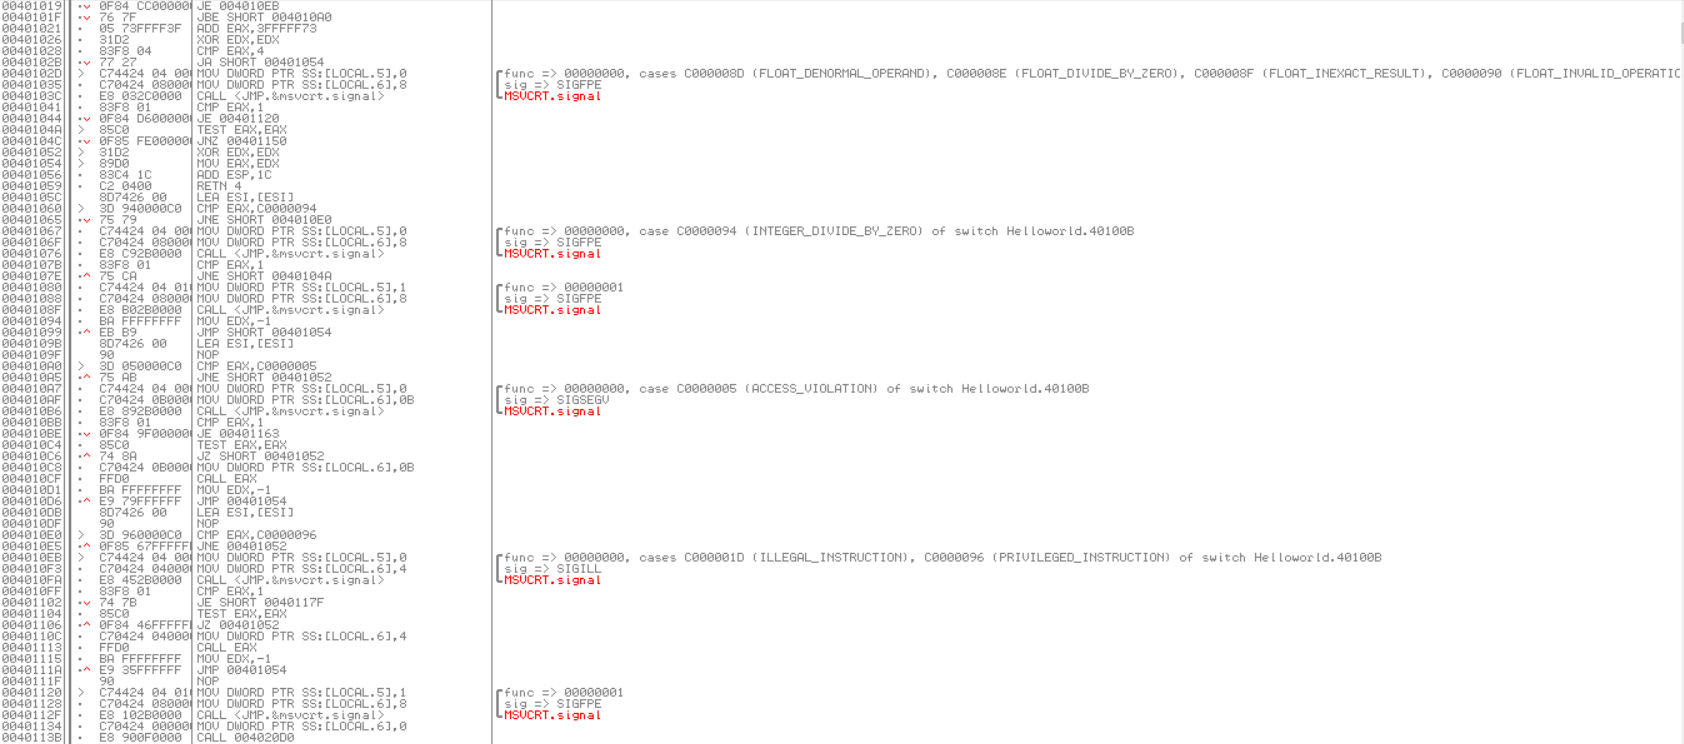 00401019 0F84 CC00000 JE 004010EB
0040101F 76 7F JBE SHORT 004010A0
00401021 05 73FFFF3F ADD EAX,3FFFFF73
00401026 31D2 XOR EDX,EDX
00401028 83F8 04 CMP EAX,4
0040102B 77 27 JA SHORT 00401054
0040102D > C74424 04 00 MOV DWORD PTR SS:[LOCAL.5],0 func => 00000000, cases C000008D (FLOAT_DENORMAL_OPERAND), C000008E (FLOAT_DIVIDE_BY_ZERO), C000008F (FLOAT_INEXACT_RESULT), C0000090 (FLOAT_INVALID_OPERATIO
00401035 C70424 08000 MOV DWORD PTR SS:[LOCAL.6],8 sig => SIGFPE
0040103C E8 032C0000 CALL <JMP.&msvcrt.signal> MSVCRT.signal
00401041 83F8 01 CMP EAX,1
00401044 0F84 D600000 JE 00401120
0040104A > 85C0 TEST EAX,EAX
0040104C 0F85 FE00000 JNZ 00401150
00401052 > 31D2 XOR EDX,EDX
00401054 > 89D0 MOV EAX,EDX
00401056 83C4 1C ADD ESP,1C
00401059 C2 0400 RETN 4
0040105C 8D7426 00 LEA ESI,[ESI]
00401060 > 3D 940000C0 CMP EAX,C0000094
00401065 75 79 JNE SHORT 004010E0
00401067 C74424 04 00 MOV DWORD PTR SS:[LOCAL.5],0 func => 00000000, case C0000094 (INTEGER_DIVIDE_BY_ZERO) of switch Helloworld.40100B
0040106F C70424 08000 MOV DWORD PTR SS:[LOCAL.6],8 sig => SIGFPE
00401076 E8 C92B0000 CALL <JMP.&msvcrt.signal> MSVCRT.signal
0040107B 83F8 01 CMP EAX,1
0040107E 75 CA JNE SHORT 0040104A
00401080 C74424 04 01 MOV DWORD PTR SS:[LOCAL.5],1 func => 00000001
00401088 C70424 08000 MOV DWORD PTR SS:[LOCAL.6],8 sig => SIGFPE
0040108F E8 B02B0000 CALL <JMP.&msvcrt.signal> MSVCRT.signal
00401094 BA FFFFFFFF MOV EDX,-1
00401099 EB B9 JMP SHORT 00401054
0040109B 8D7426 00 LEA ESI,[ESI]
0040109F 90 NOP
004010A0 > 3D 050000C0 CMP EAX,C0000005
004010A5 75 AB JNE SHORT 00401052
004010A7 C74424 04 00 MOV DWORD PTR SS:[LOCAL.5],0 func => 00000000, case C0000005 (ACCESS_VIOLATION) of switch Helloworld.40100B
004010AF C70424 0B000 MOV DWORD PTR SS:[LOCAL.6],0B sig => SIGSEGV
004010B6 E8 892B0000 CALL <JMP.&msvcrt.signal> MSVCRT.signal
004010BB 83F8 01 CMP EAX,1
004010BE 0F84 9F00000 JE 00401163
004010C4 85C0 TEST EAX,EAX
004010C6 74 8A JZ SHORT 00401052
004010C8 C70424 0B000 MOV DWORD PTR SS:[LOCAL.6],0B
004010CF FFD0 CALL EAX
004010D1 BA FFFFFFFF MOV EDX,-1
004010D6 E9 79FFFFFF JMP 00401054
004010DB 8D7426 00 LEA ESI,[ESI]
004010DF 90 NOP
004010E0 > 3D 960000C0 CMP EAX,C0000096
004010E5 0F85 67FFFFF JNE 00401052
004010EB > C74424 04 00 MOV DWORD PTR SS:[LOCAL.5],0 func => 00000000, cases C000001D (ILLEGAL_INSTRUCTION), C0000096 (PRIVILEGED_INSTRUCTION) of switch Helloworld.40100B
004010F3 C70424 04000 MOV DWORD PTR SS:[LOCAL.6],4 sig => SIGILL
004010FA E8 452B0000 CALL <JMP.&msvcrt.signal> MSVCRT.signal
004010FF 83F8 01 CMP EAX,1
00401102 74 7B JE SHORT 0040117F
00401104 85C0 TEST EAX,EAX
00401106 0F84 46FFFFF JZ 00401052
0040110C C70424 04000 MOV DWORD PTR SS:[LOCAL.6],4
00401113 FFD0 CALL EAX
00401115 BA FFFFFFFF MOV EDX,-1
0040111A E9 35FFFFFF JMP 00401054
0040111F 90 NOP
00401120 > C74424 04 01 MOV DWORD PTR SS:[LOCAL.5],1 func => 00000001
00401128 C70424 08000 MOV DWORD PTR SS:[LOCAL.6],8 sig => SIGFPE
0040112F E8 102B0000 CALL <JMP.&msvcrt.signal> MSVCRT.signal
00401134 C70424 00000 MOV DWORD PTR SS:[LOCAL.6],0
0040113B E8 900F0000 CALL 004020D0